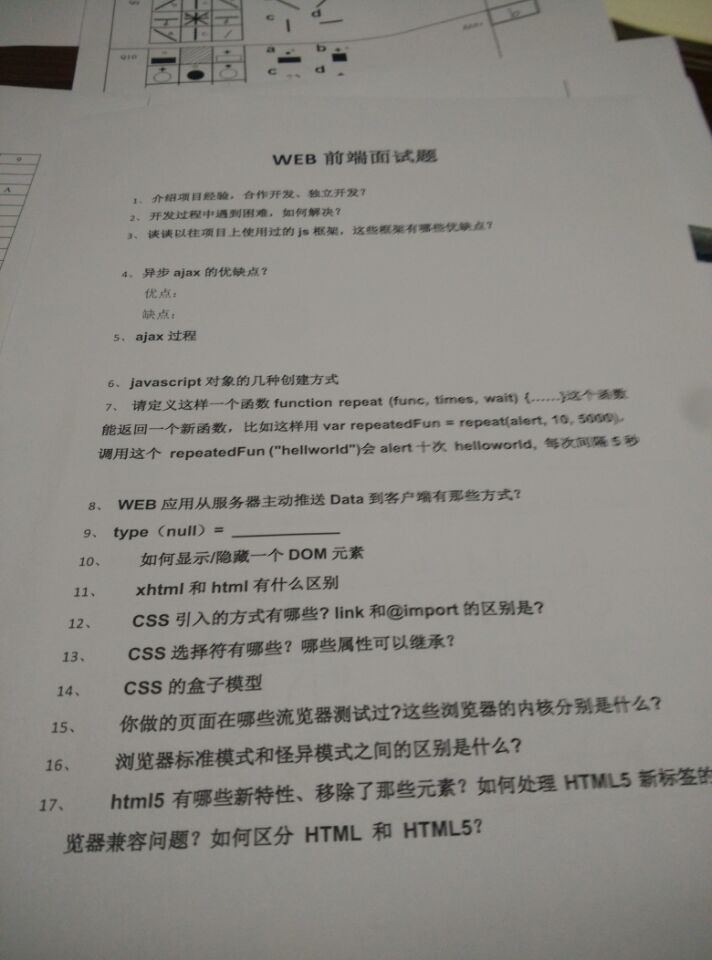 Q10
a
b
c
d
c
d
9
A
WEB 前端面试题
1、 介绍项目经验，合作开发、独立开发？
2、 开发过程中遇到困难，如何解决？
3、 谈谈以往项目上使用过的 js 框架，这些框架有哪些优缺点？
4、 异步 ajax 的优缺点？
优点：
缺点：
5、 ajax 过程
6、 javascript 对象的几种创建方式
7、 请定义这样一个函数 function repeat (func, times, wait) {……}这个函数
能返回一个新函数，比如这样用 var repeatedFun = repeat(alert, 10, 5000),
调用这个 repeatedFun ("hellworld")会 alert 十次 helloworld, 每次间隔 5 秒
8、 WEB 应用从服务器主动推送 Data 到客户端有那些方式？
9、 type（null）= ____________
10、 如何显示/隐藏一个 DOM 元素
11、 xhtml 和 html 有什么区别
12、 CSS 引入的方式有哪些? link 和@import 的区别是?
13、 CSS 选择符有哪些？哪些属性可以继承？
14、 CSS 的盒子模型
15、 你做的页面在哪些流览器测试过?这些浏览器的内核分别是什么?
16、 浏览器标准模式和怪异模式之间的区别是什么?
17、 html5 有哪些新特性、移除了那些元素？如何处理 HTML5 新标签的
览器兼容问题？如何区分 HTML 和 HTML5?